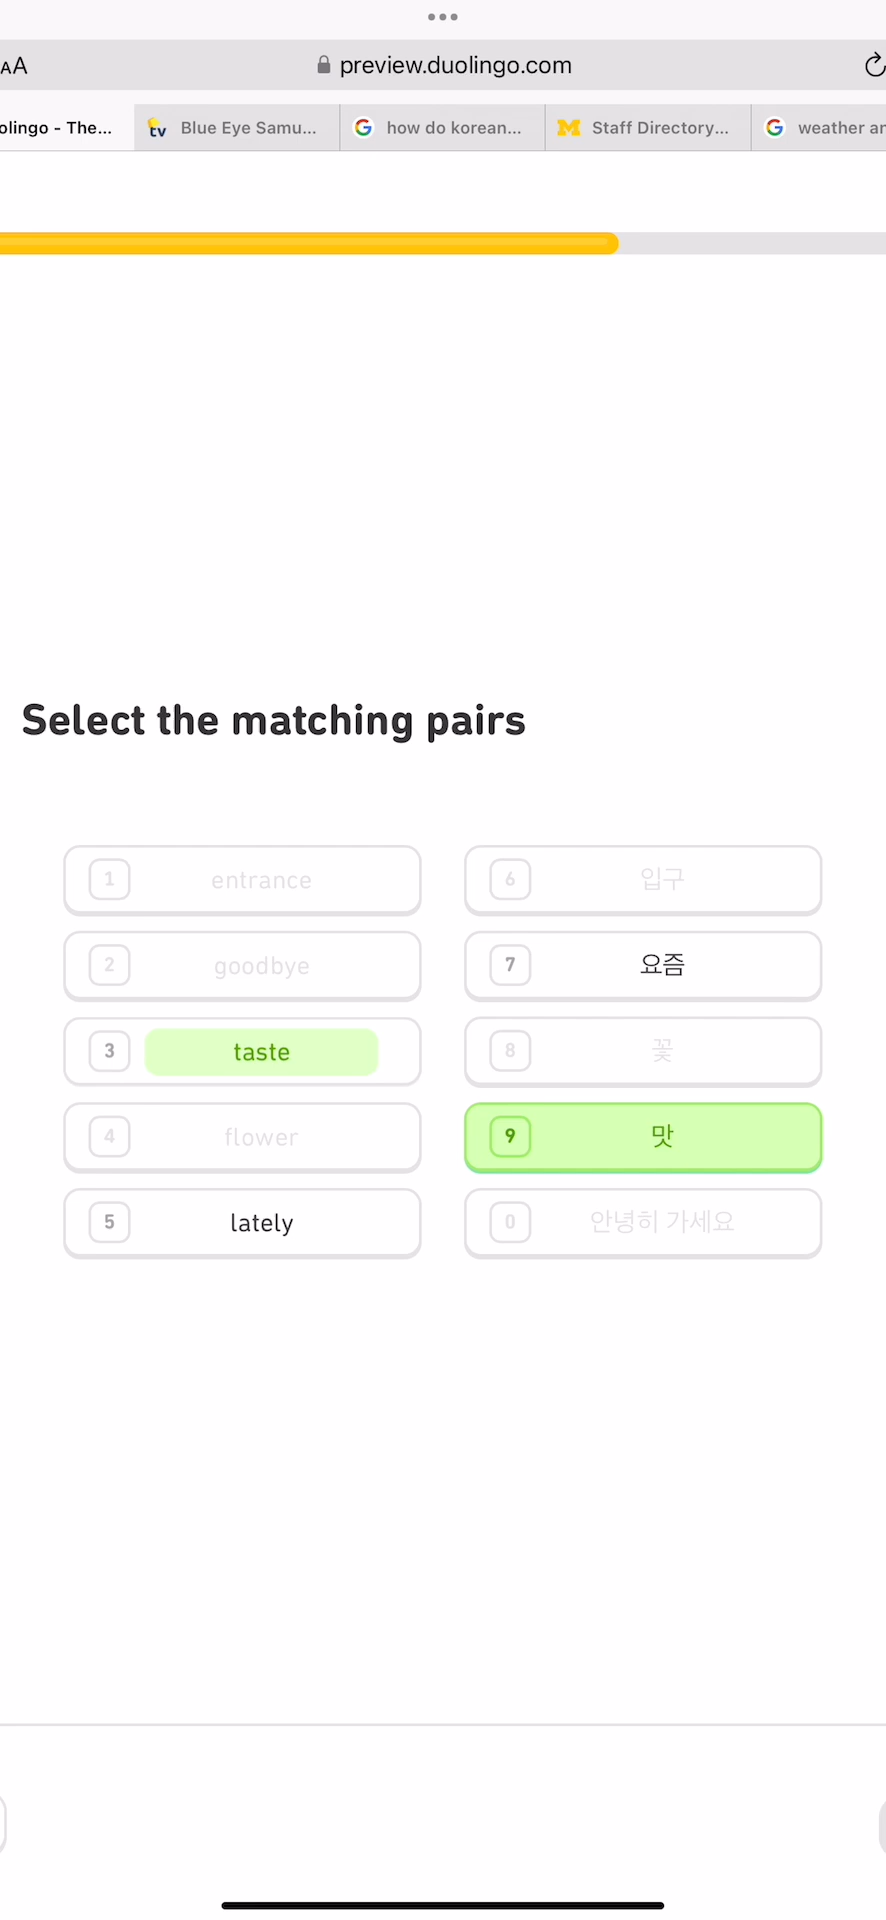 AA
preview.duolingo.com
olingo - The...
tv
Blue Eye Samu...
G
how do korean...
M
Staff Directory...
G
weather ar
Select the matching pairs
1 entrance
6 입구
2 goodbye
7 요즘
3 taste
8 꽃
4 flower
9 맛
5 lately
0 안녕히 가세요